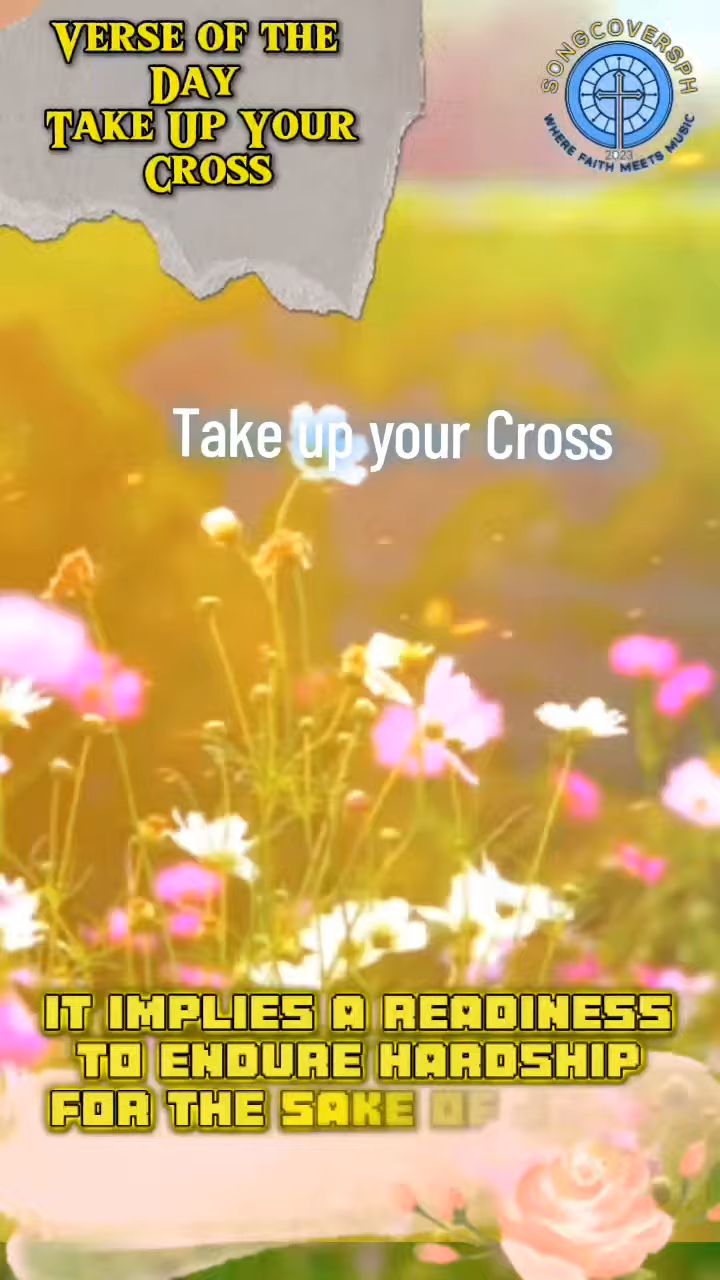 Verse of the
Day
Take Up Your
Cross
SONGCOVERSPH
2023
WHERE FAITH MEETS MUSIC
Take up your Cross
IT IMPLIES A READINESS
TO ENDURE HARDSHIP
FOR THE SAKE OF